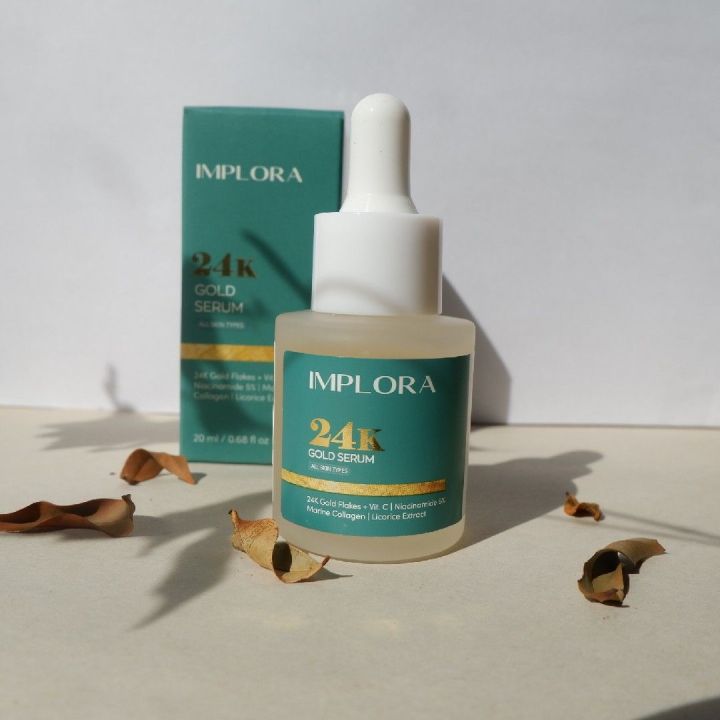 IMPLORA
24K
GOLD
SERUM
ALL SKIN TYPES
24K Gold Flakes + Vit.
Niacinamide 5% | Ma
Collagen | Licorice Ex
20 ml / 0.68 fl oz
IMPLORA
24K
GOLD SERUM
ALL SKIN TYPES
24K Gold Flakes + Vit. C | Niacinamide 5%
Marine Collagen | Licorice Extract